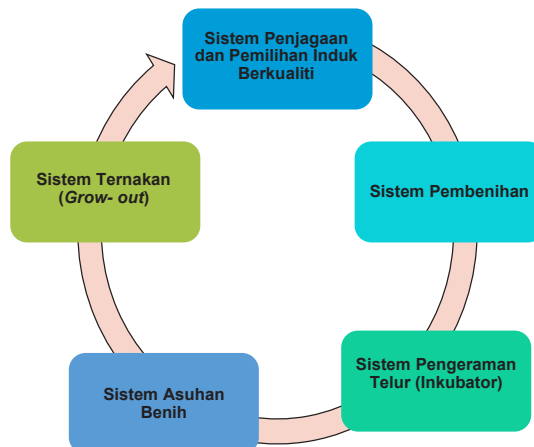 Sistem Penjagaan
dan Pemilihan Induk
Berkualiti
Sistem Pembenihan
Sistem Pengeraman
Telur (Inkubator)
Sistem Asuhan
Benih
Sistem Ternakan
(Grow- out)